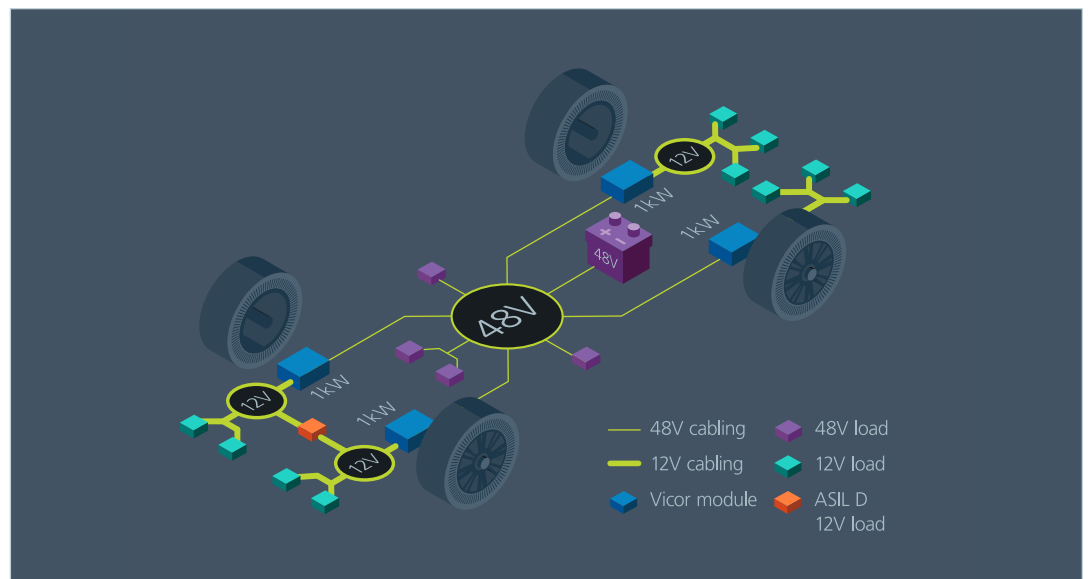 12V
1kW
1kW
+ −
48V
48V
1kW
12V
1kW
12V
48V cabling
48V load
12V cabling
12V load
Vicor module
ASIL D
12V load